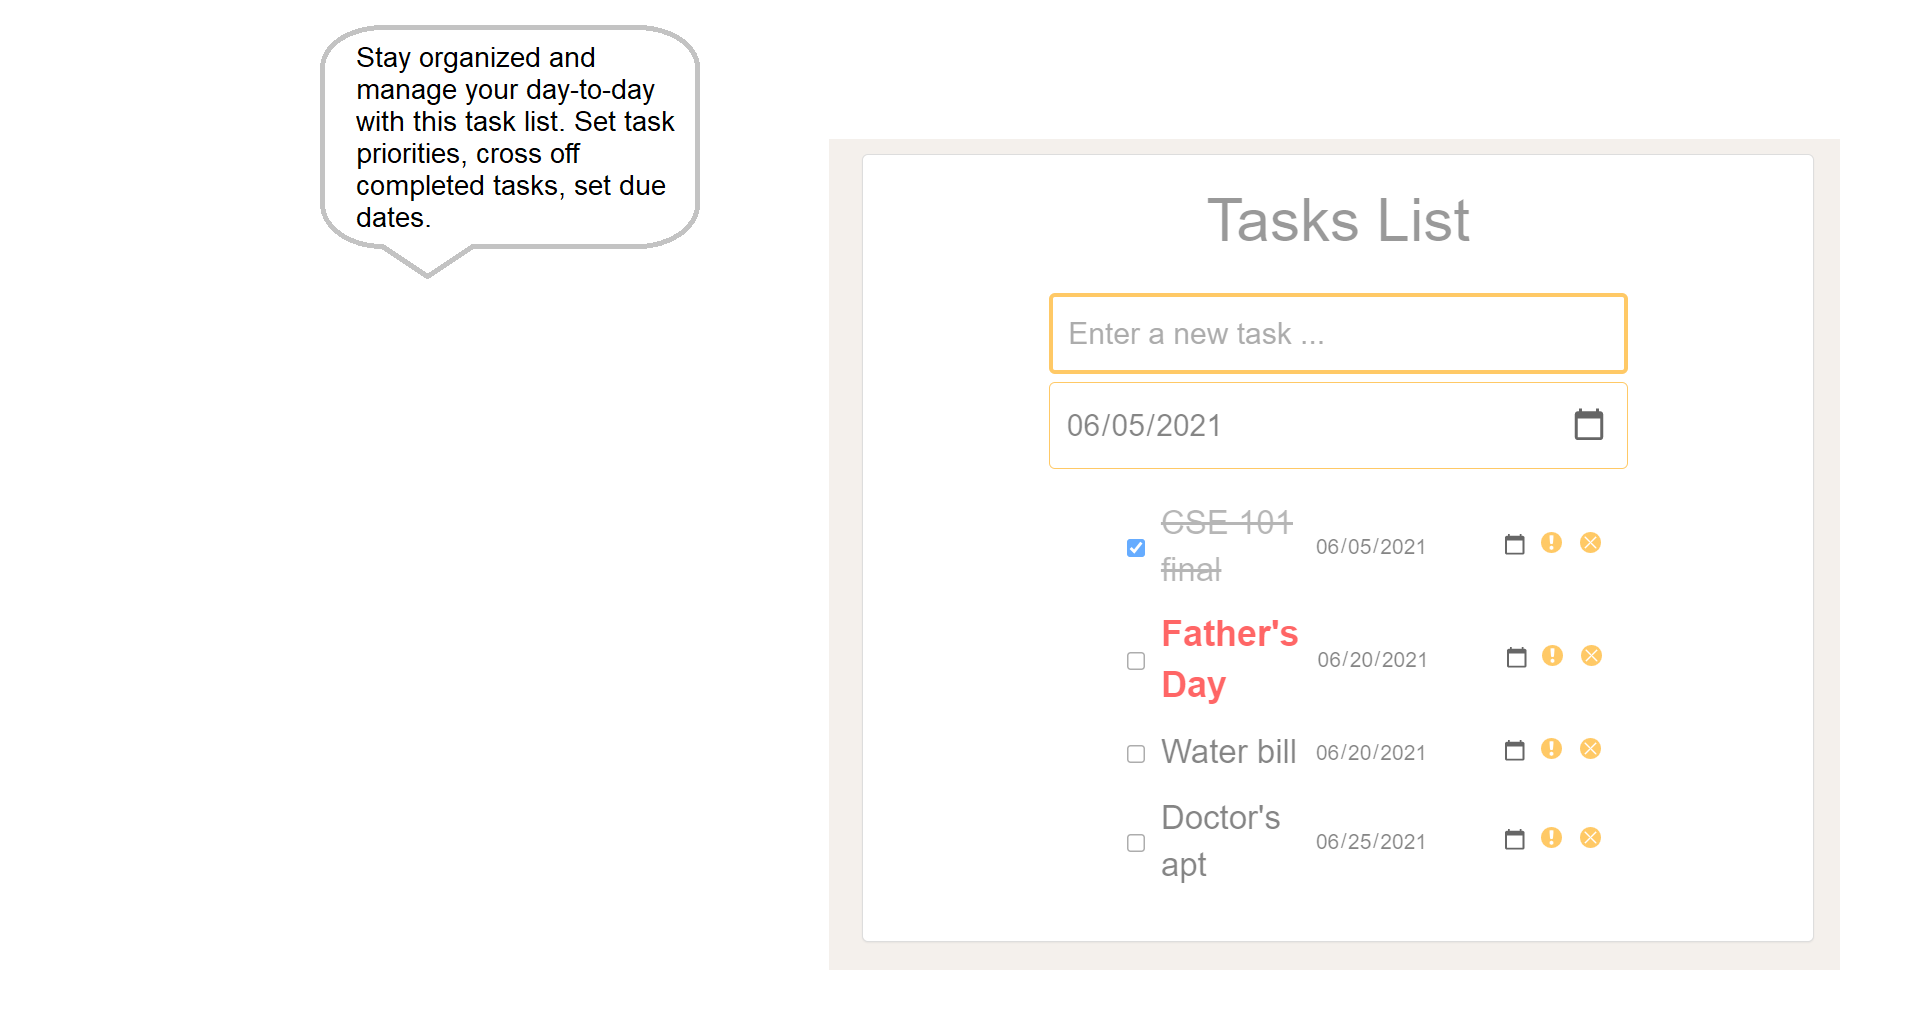 Stay organized and
manage your day-to-day
with this task list. Set task
priorities, cross off
completed tasks, set due
dates.
Tasks List
Enter a new task ...
06/05/2021
CSE 101
final
06/05/2021
Father's
Day
06/20/2021
Water bill 06/20/2021
Doctor's
apt
06/25/2021